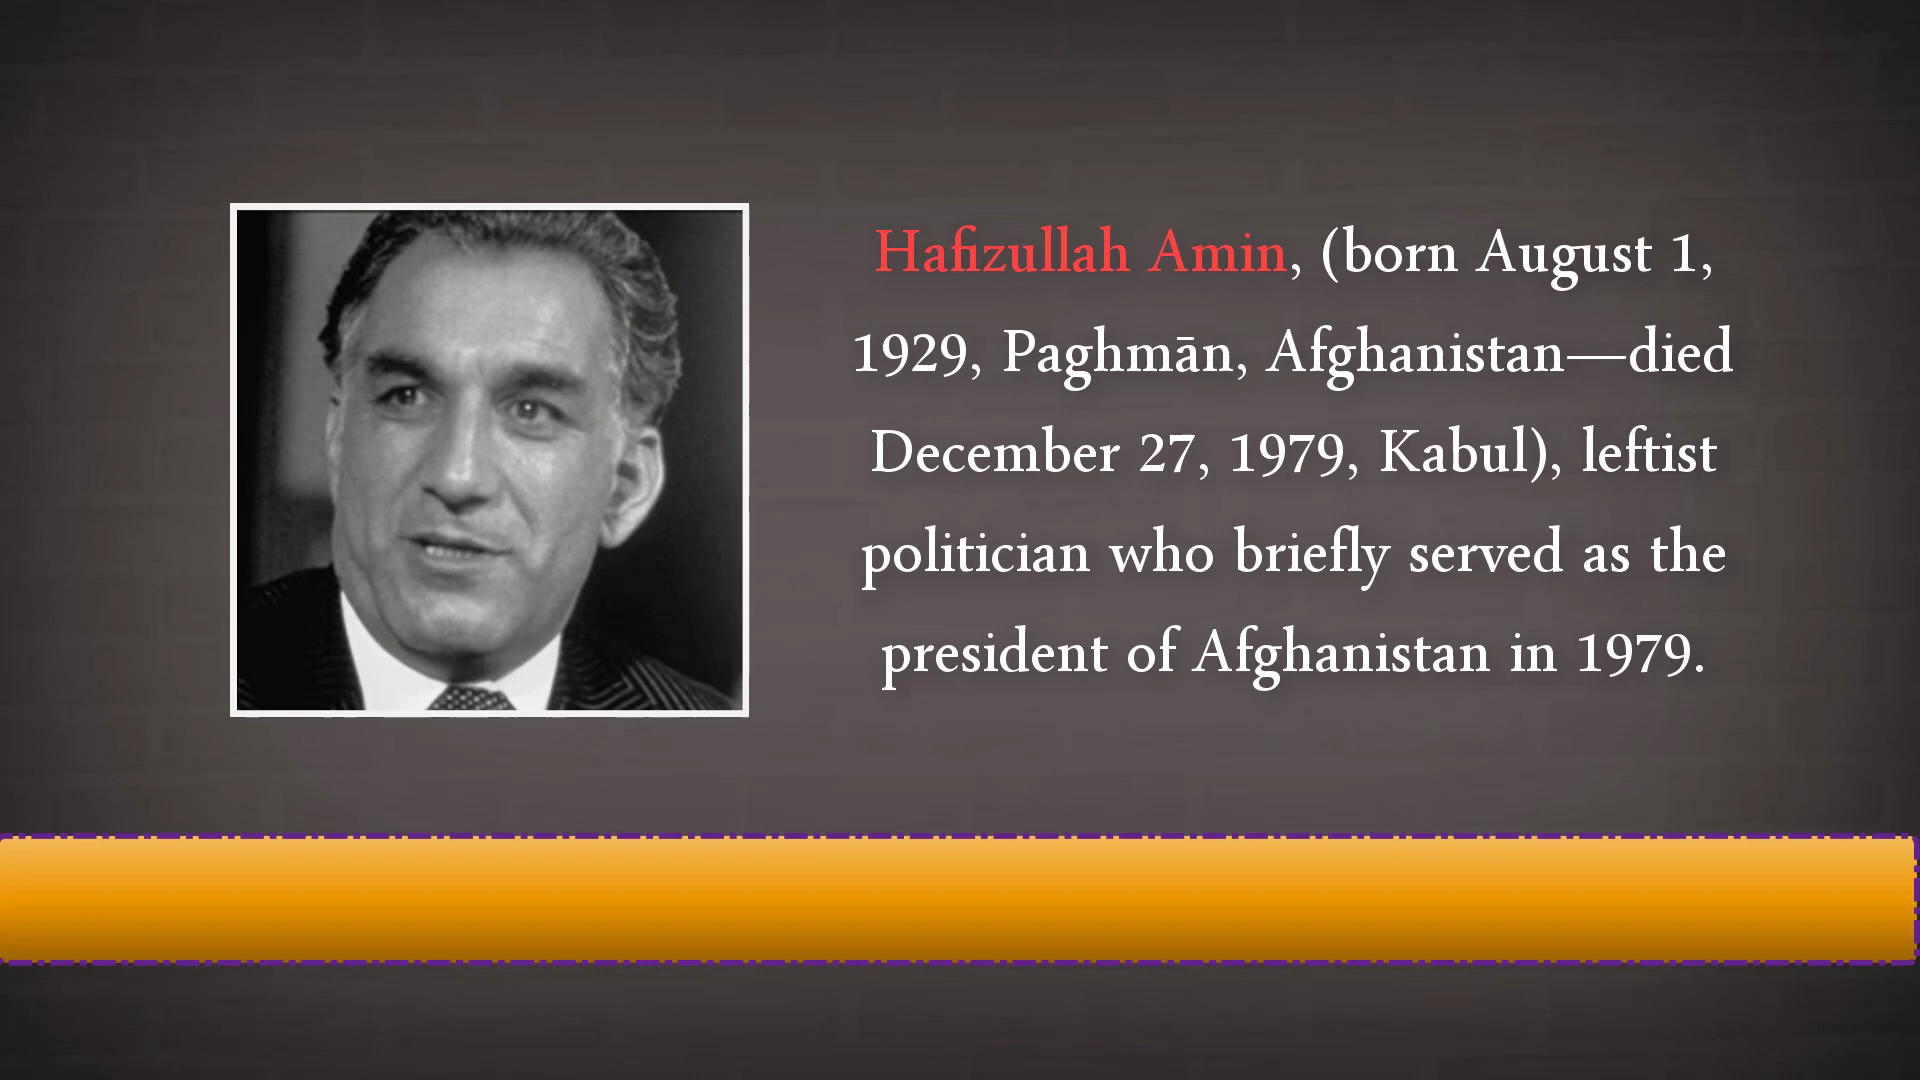 Hafizullah Amin, (born August 1,
1929, Paghmān, Afghanistan—died
December 27, 1979, Kabul), leftist
politician who briefly served as the
president of Afghanistan in 1979.